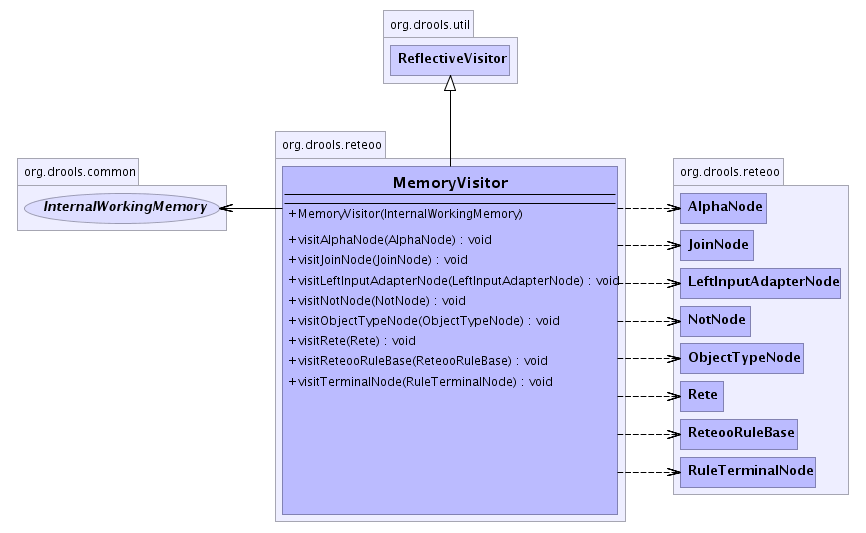 org.drools.util
ReflectiveVisitor
org.drools.common
InternalWorkingMemory
org.drools.reteoo
MemoryVisitor
+MemoryVisitor(InternalWorkingMemory)
+visitAlphaNode(AlphaNode) : void
+visitJoinNode(JoinNode) : void
+visitLeftInputAdapterNode(LeftInputAdapterNode) : void
+visitNotNode(NotNode) : void
+visitObjectTypeNode(ObjectTypeNode) : void
+visitRete(Rete) : void
+visitReteooRuleBase(ReteooRuleBase) : void
+visitTerminalNode(RuleTerminalNode) : void
org.drools.reteoo
AlphaNode
JoinNode
LeftInputAdapterNode
NotNode
ObjectTypeNode
Rete
ReteooRuleBase
RuleTerminalNode